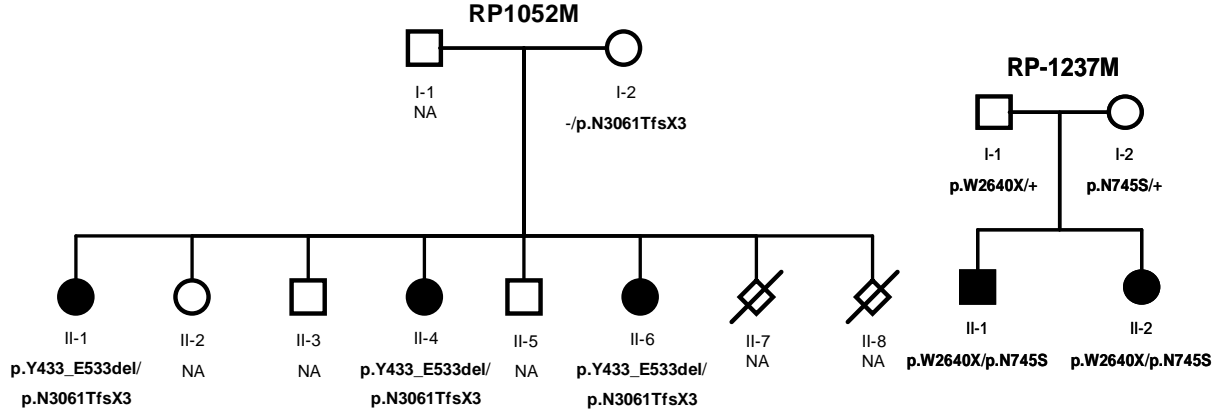 RP1052M
I-1
NA
I-2
-/p.N3061TfsX3
RP-1237M
I-1
p.W2640X/+
I-2
p.N745S/+
II-1
p.Y433_E533del/
p.N3061TfsX3
II-2
NA
II-3
NA
II-4
p.Y433_E533del/
p.N3061TfsX3
II-5
NA
II-6
p.Y433_E533del/
p.N3061TfsX3
II-7
NA
II-8
NA
II-1
p.W2640X/p.N745S
II-2
p.W2640X/p.N745S